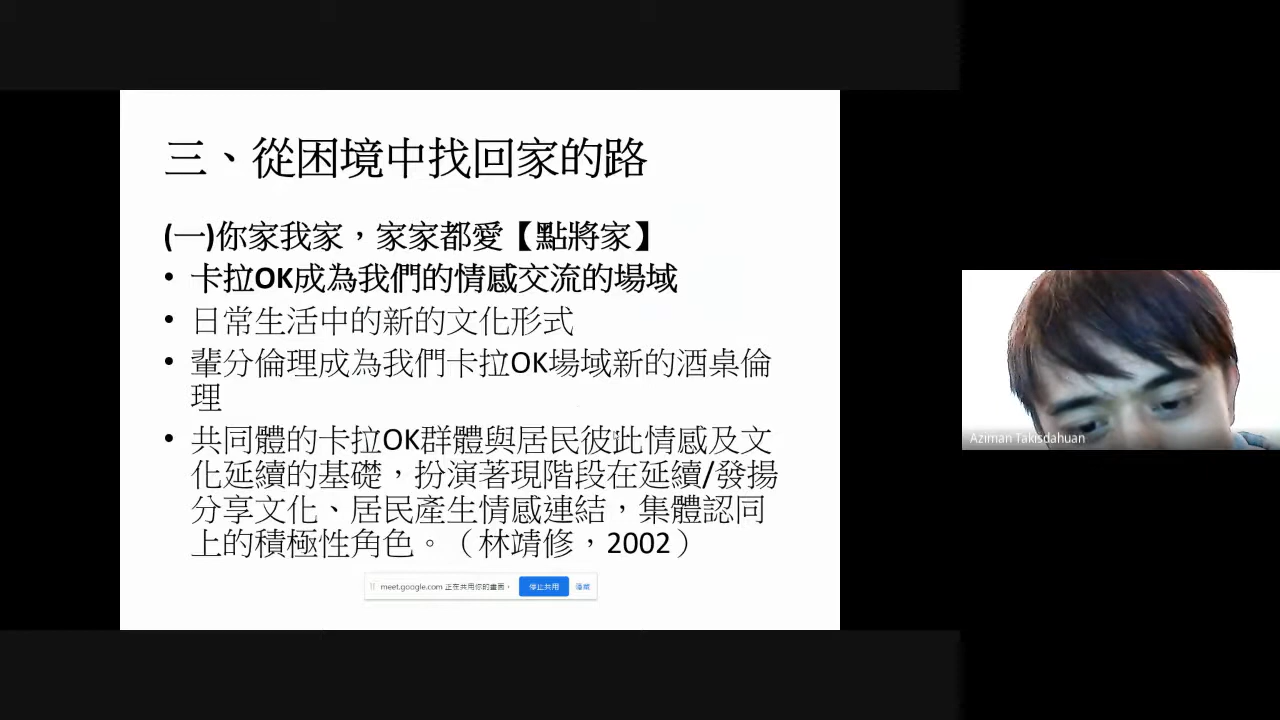 三、從困境中找回家的路
(一)你家我家，家家都愛【點將家】
• 卡拉OK成為我們的情感交流的場域
• 日常生活中的新的文化形式
• 輩分倫理成為我們卡拉OK場域新的酒桌倫
理
• 共同體的卡拉OK群體與居民彼此情感及文
化延續的基礎，扮演著現階段在延續/發揚
分享文化、居民產生情感連結，集體認同
上的積極性角色。（林靖修，2002）
meet.google.com 正在共用你的畫面。 停止共用 隱藏
Aziman Takisdahuan